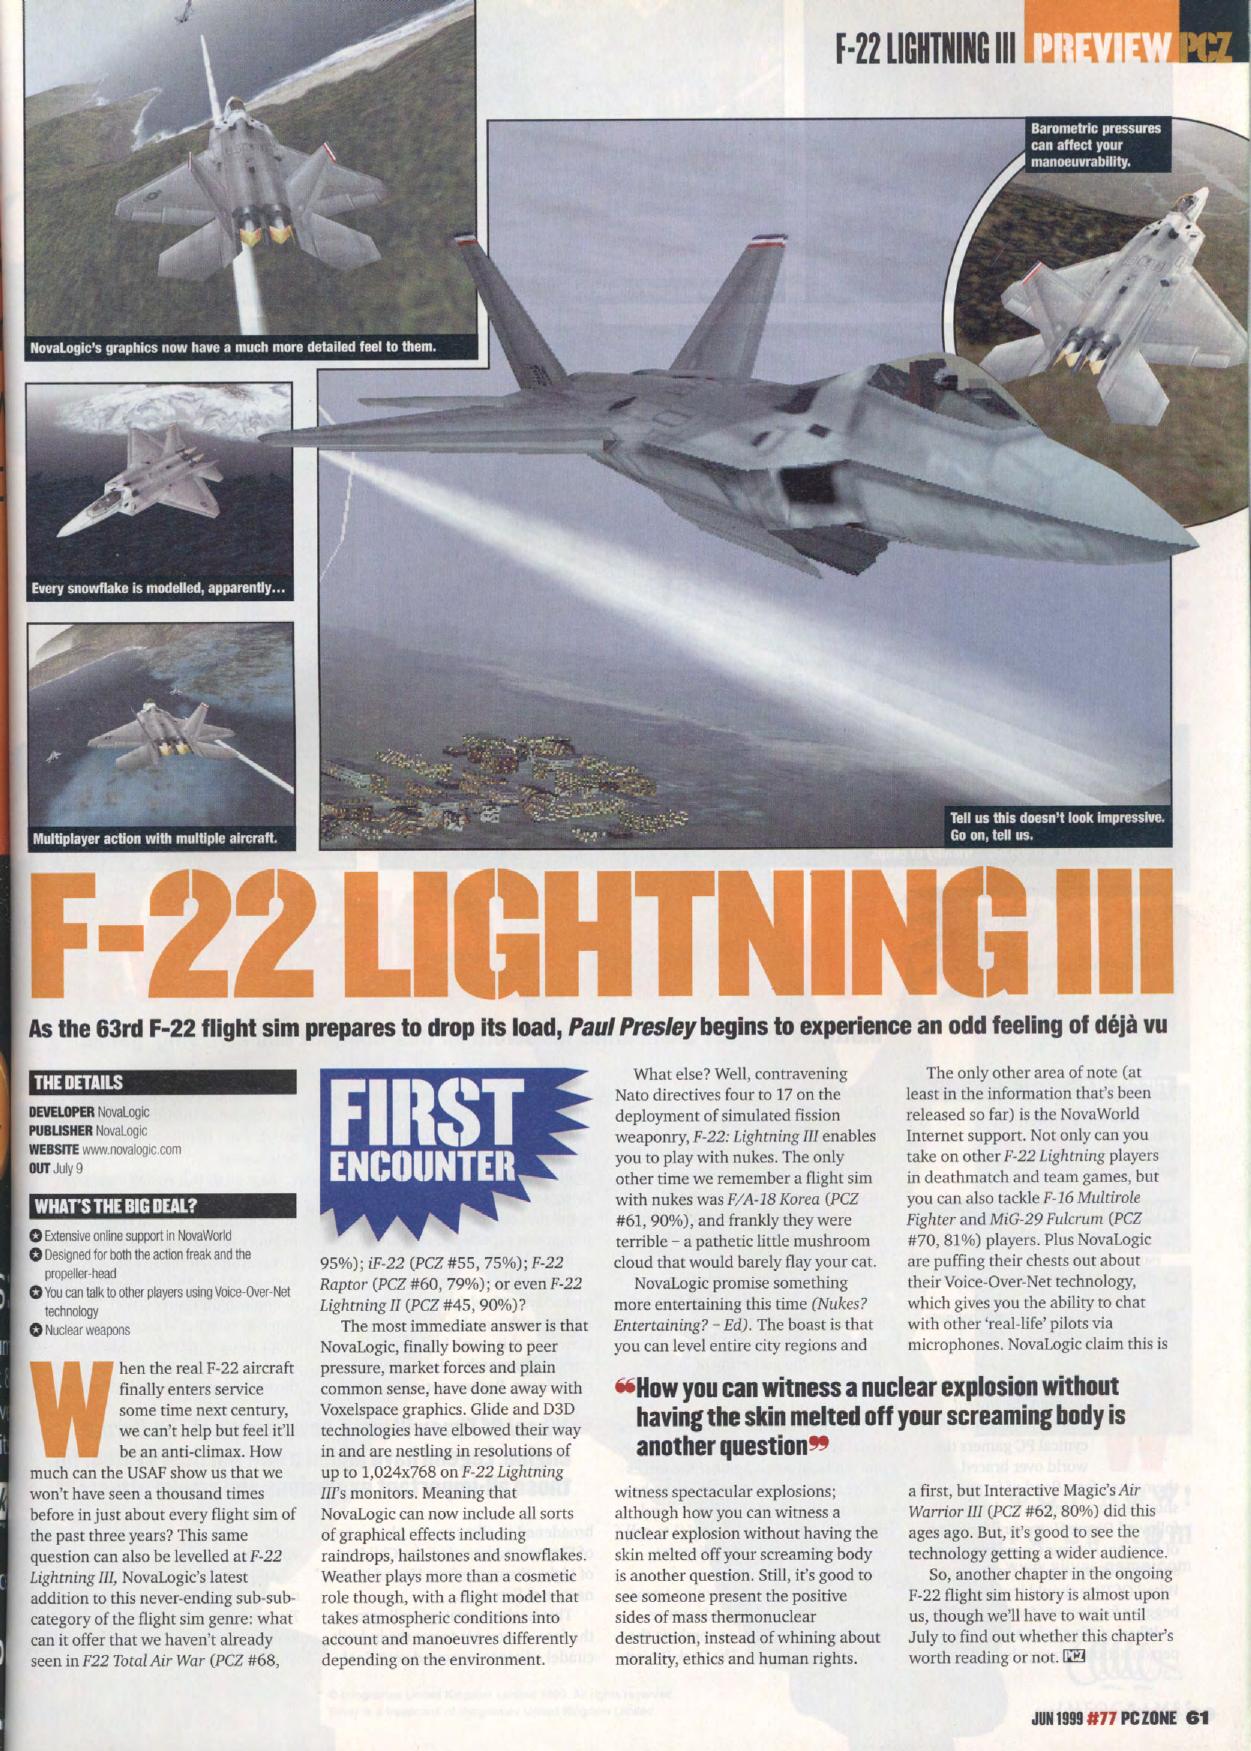 F-22 LIGHTNING III PREVIEW PCZ
Barometric pressures
can affect your
manoeuvrability.
NovaLogic's graphics now have a much more detailed feel to them.
Every snowflake is modelled, apparently...
Multiplayer action with multiple aircraft.
Tell us this doesn't look impressive.
Go on, tell us.
F-22 LIGHTNING III
As the 63rd F-22 flight sim prepares to drop its load, Paul Presley begins to experience an odd feeling of déjà vu
THE DETAILS
DEVELOPER NovaLogic
PUBLISHER NovaLogic
WEBSITE www.novalogic.com
OUT July 9
WHAT'S THE BIG DEAL?
Extensive online support in NovaWorld
Designed for both the action freak and the
propeller-head
You can talk to other players using Voice-Over-Net
technology
Nuclear weapons
When the real F-22 aircraft
finally enters service
some time next century,
we can't help but feel it'll
be an anti-climax. How
much can the USAF show us that we
won't have seen a thousand times
before in just about every flight sim of
the past three years? This same
question can also be levelled at F-22
Lightning III, NovaLogic's latest
addition to this never-ending sub-sub-
category of the flight sim genre: what
can it offer that we haven't already
seen in F22 Total Air War (PCZ #68,
FIRST
ENCOUNTER
95%); iF-22 (PCZ #55, 75%); F-22
Raptor (PCZ #60, 79%); or even F-22
Lightning II (PCZ #45, 90%)?
The most immediate answer is that
NovaLogic, finally bowing to peer
pressure, market forces and plain
common sense, have done away with
Voxelspace graphics. Glide and D3D
technologies have elbowed their way
in and are nestling in resolutions of
up to 1,024x768 on F-22 Lightning
III's monitors. Meaning that
NovaLogic can now include all sorts
of graphical effects including
raindrops, hailstones and snowflakes.
Weather plays more than a cosmetic
role though, with a flight model that
takes atmospheric conditions into
account and manoeuvres differently
depending on the environment.
What else? Well, contravening
Nato directives four to 17 on the
deployment of simulated fission
weaponry, F-22: Lightning III enables
you to play with nukes. The only
other time we remember a flight sim
with nukes was F/A-18 Korea (PCZ
#61, 90%), and frankly they were
terrible – a pathetic little mushroom
cloud that would barely flay your cat.
NovaLogic promise something
more entertaining this time (Nukes?
Entertaining? – Ed). The boast is that
you can level entire city regions and
“How you can witness a nuclear explosion without
having the skin melted off your screaming body is
another question”
witness spectacular explosions;
although how you can witness a
nuclear explosion without having the
skin melted off your screaming body
is another question. Still, it's good to
see someone present the positive
sides of mass thermonuclear
destruction, instead of whining about
morality, ethics and human rights.
The only other area of note (at
least in the information that's been
released so far) is the NovaWorld
Internet support. Not only can you
take on other F-22 Lightning players
in deathmatch and team games, but
you can also tackle F-16 Multirole
Fighter and MiG-29 Fulcrum (PCZ
#70, 81%) players. Plus NovaLogic
are puffing their chests out about
their Voice-Over-Net technology,
which gives you the ability to chat
with other 'real-life' pilots via
microphones. NovaLogic claim this is
a first, but Interactive Magic's Air
Warrior III (PCZ #62, 80%) did this
ages ago. But, it's good to see the
technology getting a wider audience.
So, another chapter in the ongoing
F-22 flight sim history is almost upon
us, though we'll have to wait until
July to find out whether this chapter's
worth reading or not. PCZ
JUN 1999 #77 PC ZONE 61